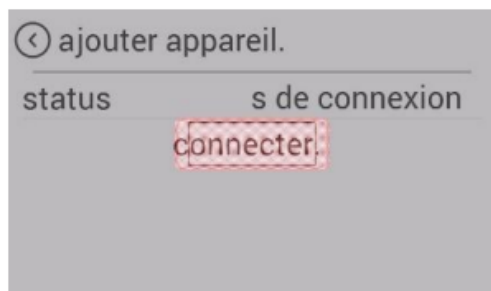 ajouter appareil.
status s de connexion
connecter.